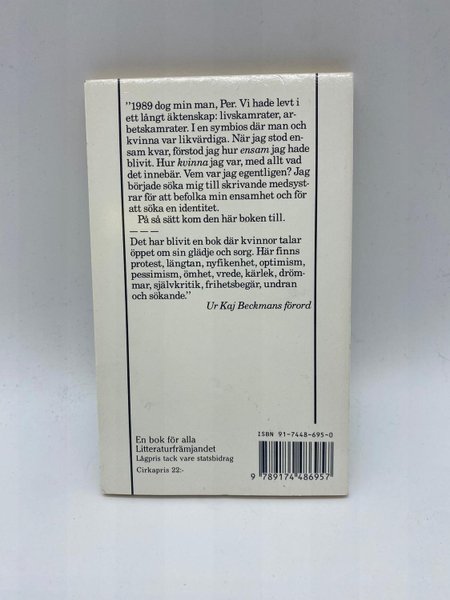 ”1989 dog min man, Per. Vi hade levt i
ett långt äktenskap: livskamrater, ar-
betskamrater. I en symbios där man och
kvinna var likvärdiga. När jag stod en-
sam kvar, förstod jag hur ensam jag hade
blivit. Hur kvinna jag var, med allt vad
det innebär. Vem var jag egentligen? Jag
började söka mig till skrivande medsyst-
rar för att befolka min ensamhet och för
att söka en identitet.
På så sätt kom den här boken till.
———
Det har blivit en bok där kvinnor talar
öppet om sin glädje och sorg. Här finns
protest, längtan, nyfikenhet, optimism,
pessimism, ömhet, vrede, kärlek, dröm-
mar, självkritik, frihetsbegär, undran
och sökande.”
Ur Kaj Beckmans förord
En bok för alla
Litteraturfrämjandet
Lågpris tack vare statsbidrag
Cirkapris 22:-
ISBN 91-7448-695-0
9 789174 486957